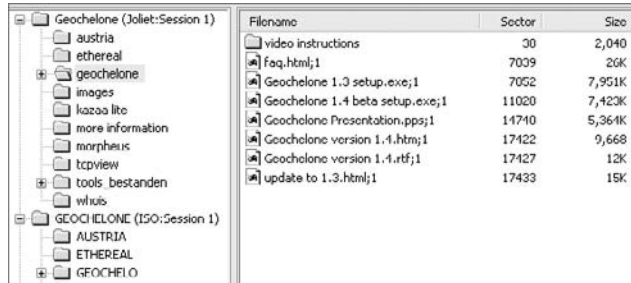 Geochelone (Joliet:Session 1)
austria
ethereal
geochelone
images
kazaa lite
more information
morpheus
tcpview
tools_bestanden
whois
GEOCHELONE (ISO:Session 1)
AUSTRIA
ETHEREAL
GEOCHELO
Filename Sector Size
video instructions 30 2,040
faq.html;1 7039 26K
Geochelone 1.3 setup.exe;1 7052 7,951K
Geochelone 1.4 beta setup.exe;1 11020 7,423K
Geochelone Presentation.pps;1 14740 5,364K
Geochelone version 1.4.htm;1 17422 9,668
Geochelone version 1.4.rtf;1 17427 12K
update to 1.3.html;1 17433 15K